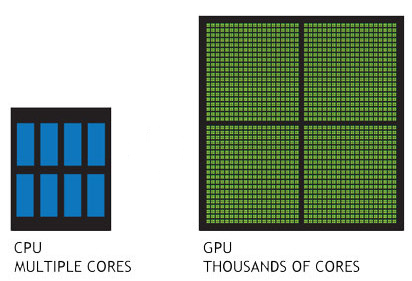 CPU
MULTIPLE CORES
GPU
THOUSANDS OF CORES